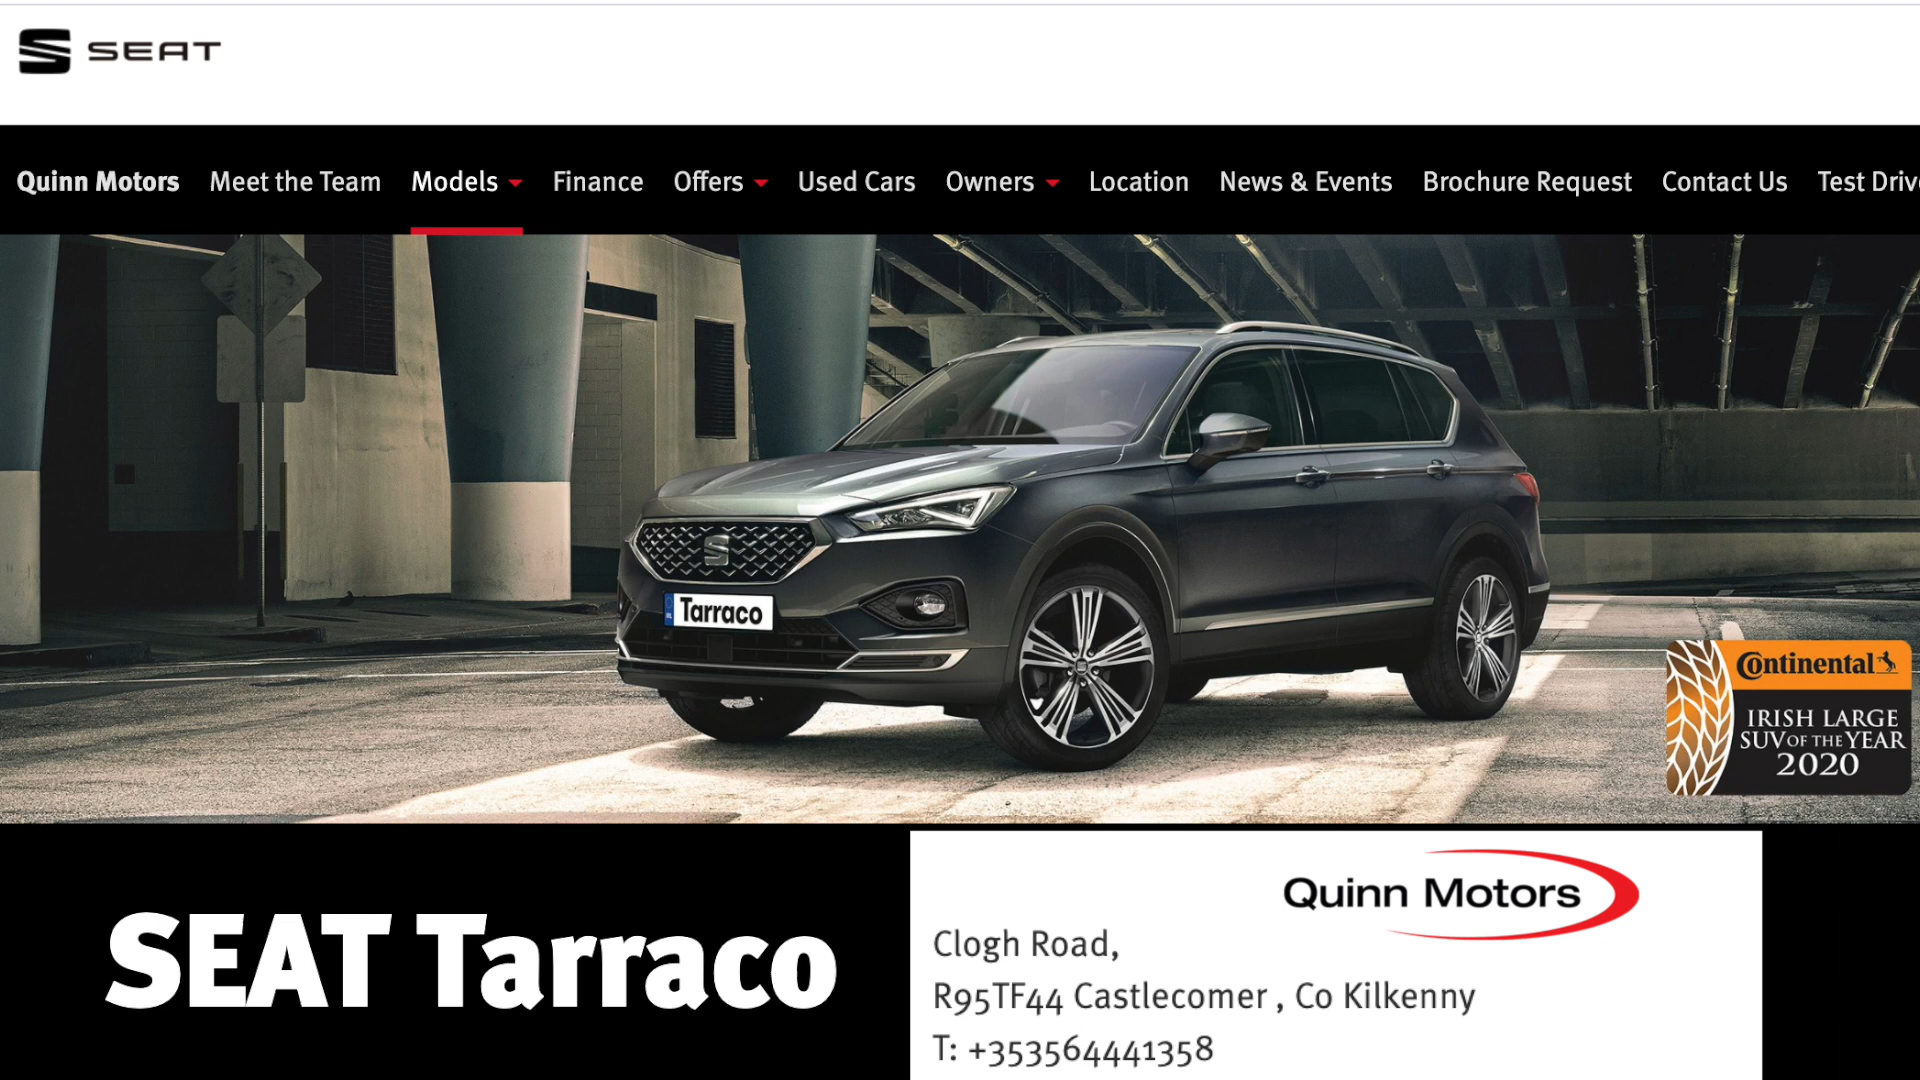 SEAT
Quinn Motors Meet the Team Models Finance Offers Used Cars Owners Location News & Events Brochure Request Contact Us Test Drive
Tarraco
Continental
IRISH LARGE
SUV OF THE YEAR
2020
SEAT Tarraco
Quinn Motors
Clogh Road,
R95TF44 Castlecomer , Co Kilkenny
T: +353564441358